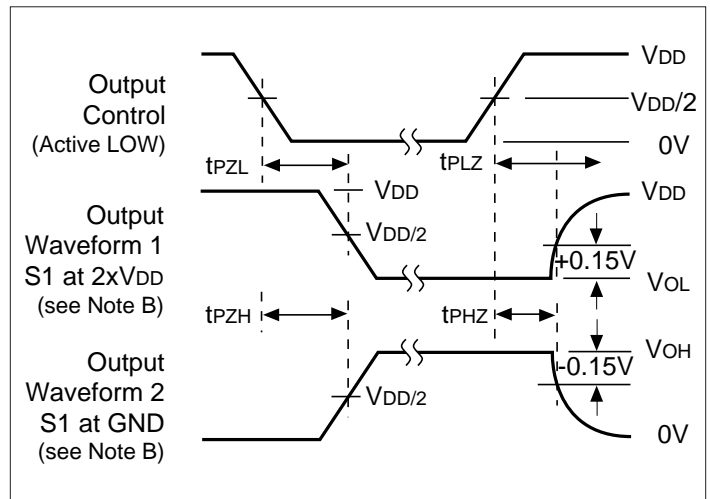 Output
Control
(Active LOW)
VDD
VDD/2
0V
tPZL
tPLZ
Output
Waveform 1
S1 at 2xVDD
(see Note B)
VDD
VDD/2
VDD
+0.15V
VOL
tPZH
tPHZ
Output
Waveform 2
S1 at GND
(see Note B)
VDD/2
VOH
-0.15V
0V